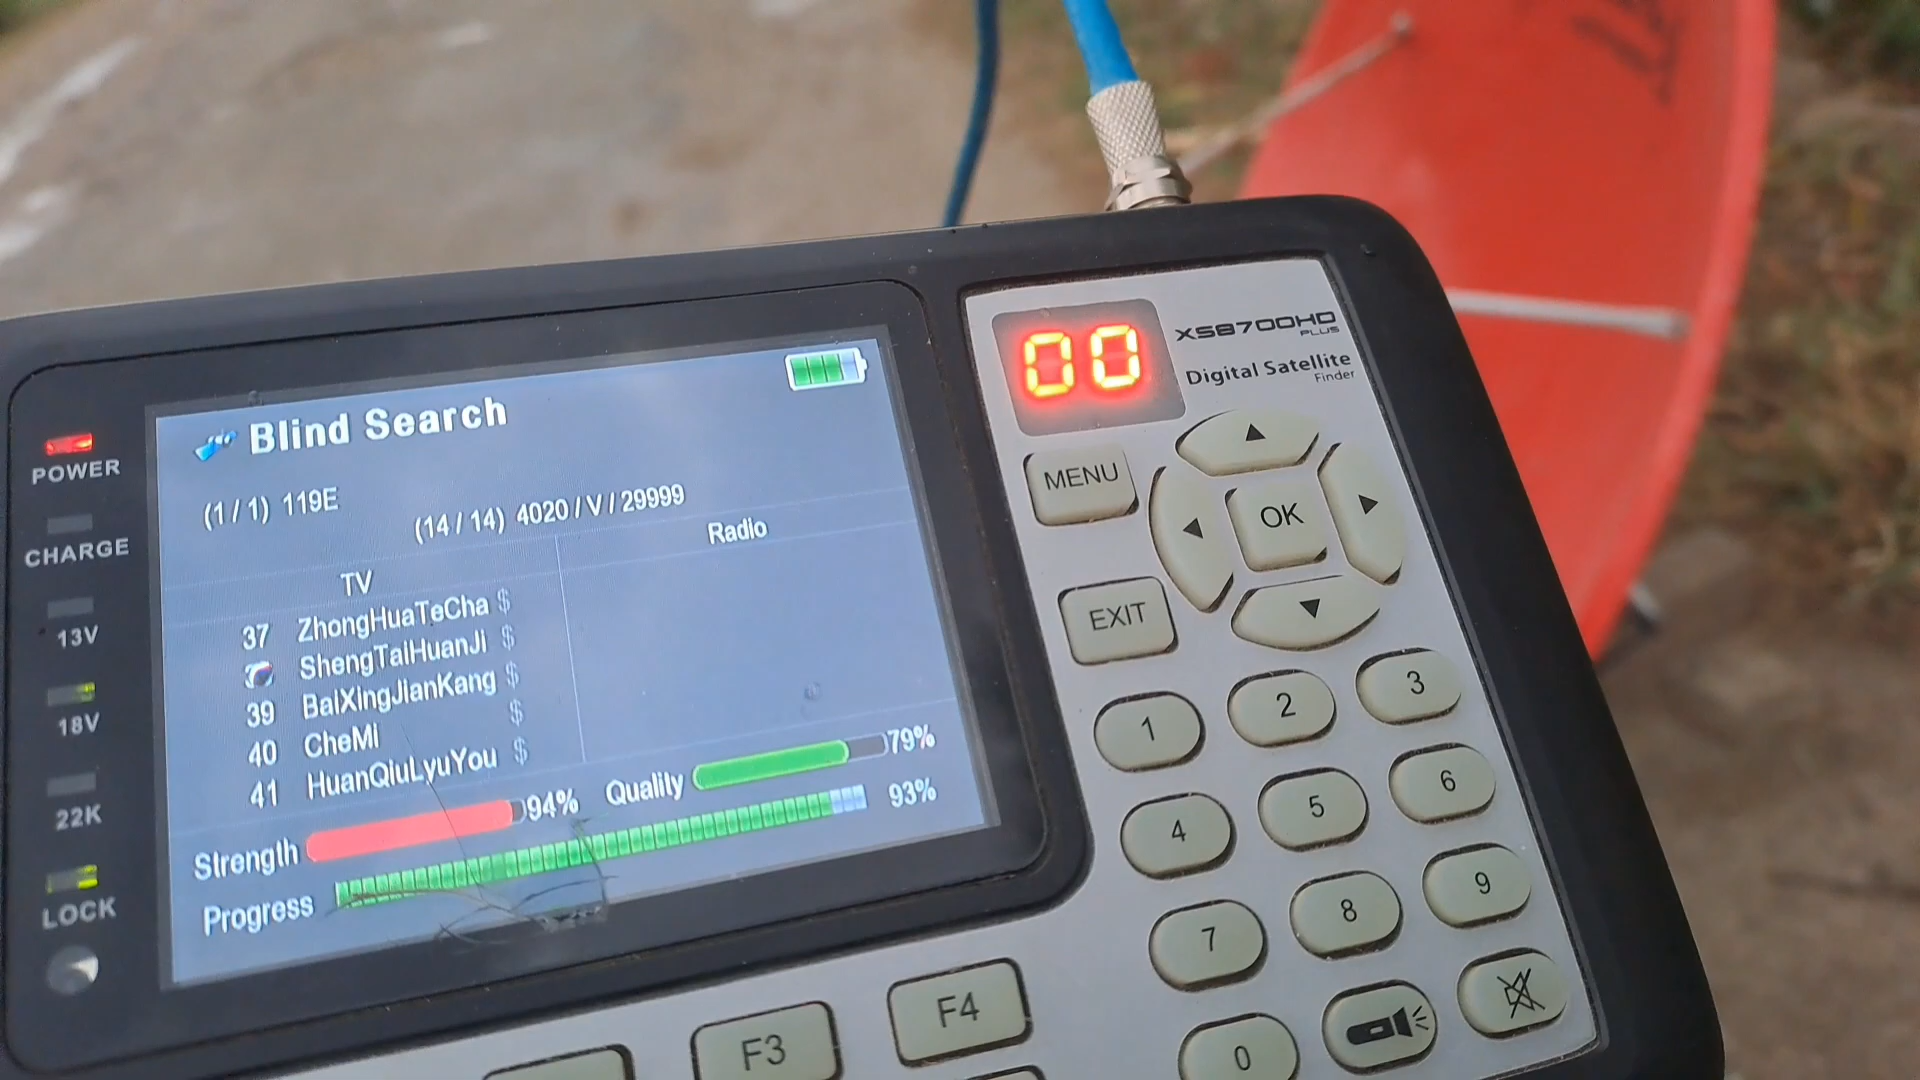 Blind Search
(1 / 1) 119E
(14 / 14) 4020 / V / 29999
TV
Radio
37 ZhongHuaTeCha $
ShengTaiHuanJi $
39 BaiXingJianKang $
40 CheMi $
41 HuanQiuLyuYou $
Strength 94% Quality 79%
Progress 93%
POWER
CHARGE
13V
18V
22K
LOCK
00
XS8700HD
PLUS
Digital Satellite
Finder
MENU
OK
EXIT
1 2 3
4 5 6
7 8 9
0
F3 F4